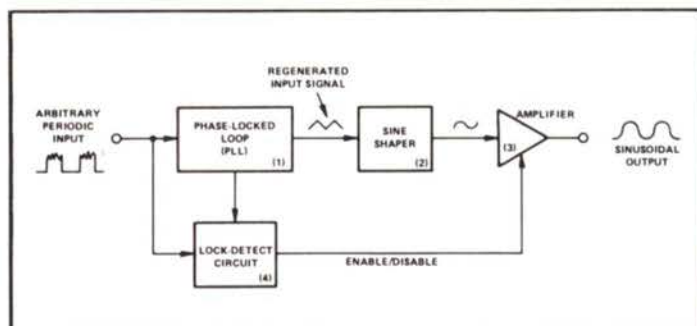 REGENERATED
INPUT SIGNAL
ARBITRARY
PERIODIC
INPUT
PHASE-LOCKED
LOOP
(PLL)
(1)
SINE
SHAPER
(2)
AMPLIFIER
(3)
SINUSOIDAL
OUTPUT
LOCK-DETECT
CIRCUIT
(4)
ENABLE/DISABLE